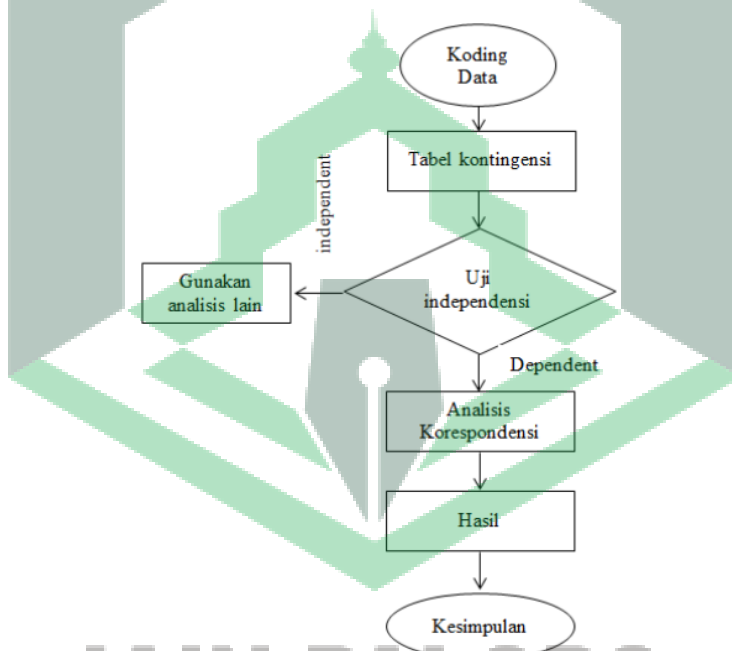 Koding
Data
Tabel kontingensi
independent
Uji
independensi
Gunakan
analisis lain
Dependent
Analisis
Korespondensi
Hasil
Kesimpulan